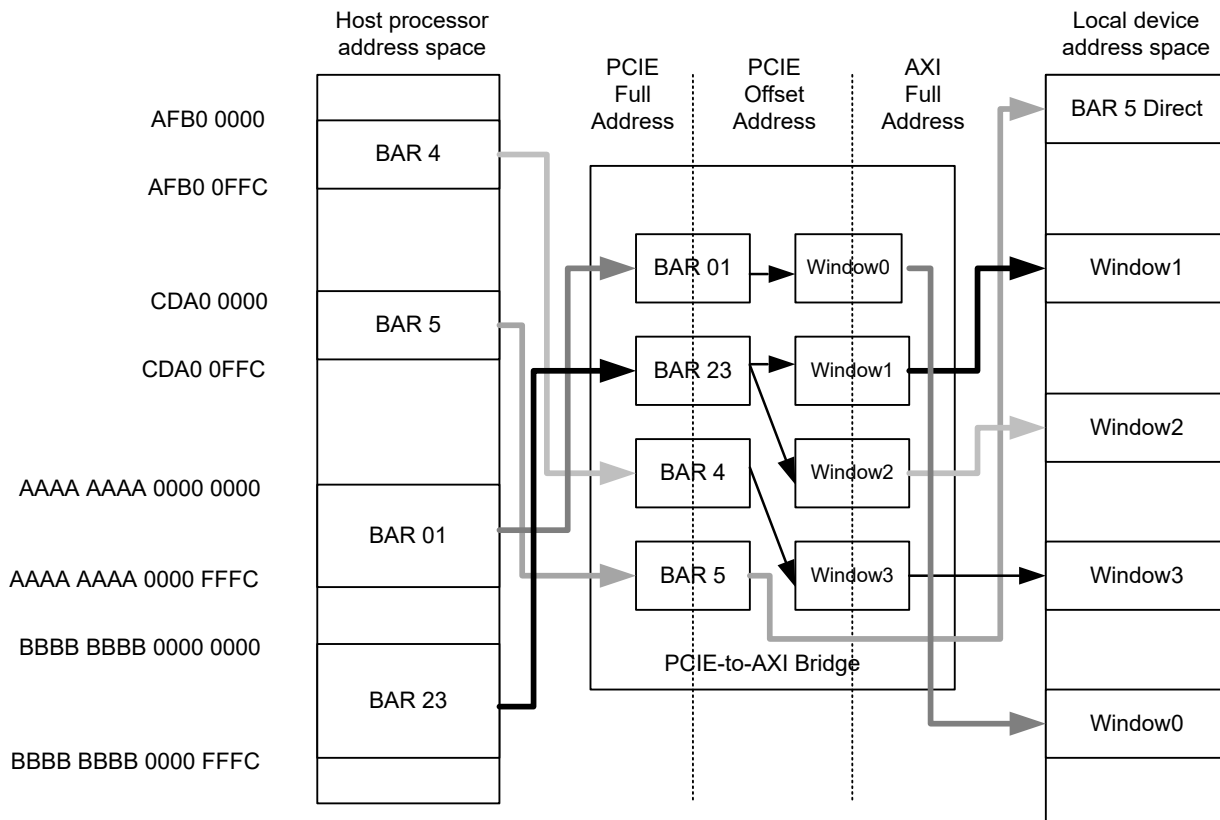 Host processor
address space
Local device
address space
PCIE
Full
Address
PCIE
Offset
Address
AXI
Full
Address
AFB0 0000
BAR 4
AFB0 0FFC
CDA0 0000
BAR 5
CDA0 0FFC
AAAA AAAA 0000 0000
BAR 01
AAAA AAAA 0000 FFFC
BBBB BBBB 0000 0000
BAR 23
BBBB BBBB 0000 FFFC
BAR 01
Window0
BAR 23
Window1
BAR 4
Window2
BAR 5
Window3
PCIE-to-AXI Bridge
BAR 5 Direct
Window1
Window2
Window3
Window0